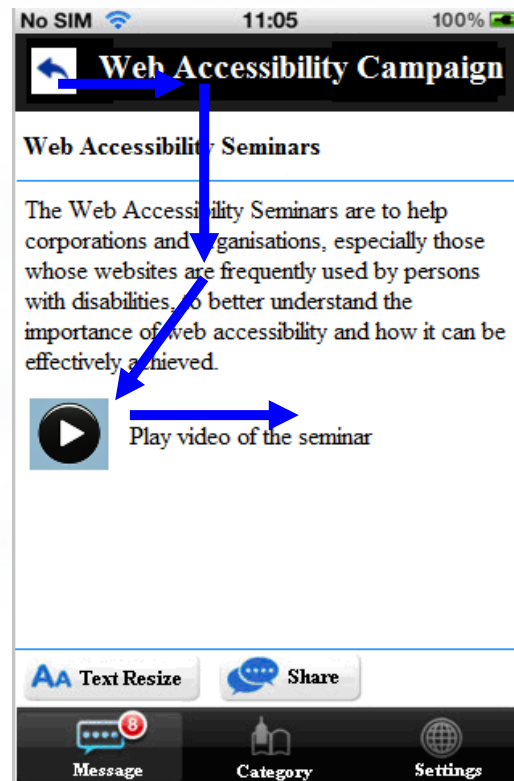 No SIM 11:05 100%
Web Accessibility Campaign
Web Accessibility Seminars
The Web Accessibility Seminars are to help
corporations and organisations, especially those
whose websites are frequently used by persons
with disabilities, to better understand the
importance of web accessibility and how it can be
effectively achieved.
Play video of the seminar
AA Text Resize Share
8
Message Category Settings